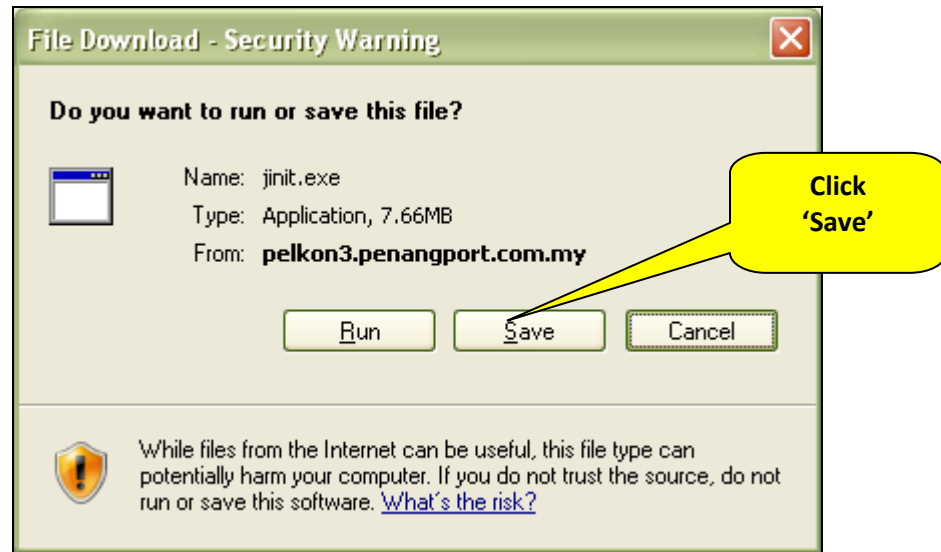 File Download - Security Warning
Do you want to run or save this file?
Name: jinit.exe
Type: Application, 7.66MB
From: pelkon3.penangport.com.my
Click
‘Save’
Run Save Cancel
While files from the Internet can be useful, this file type can
potentially harm your computer. If you do not trust the source, do not
run or save this software. What's the risk?